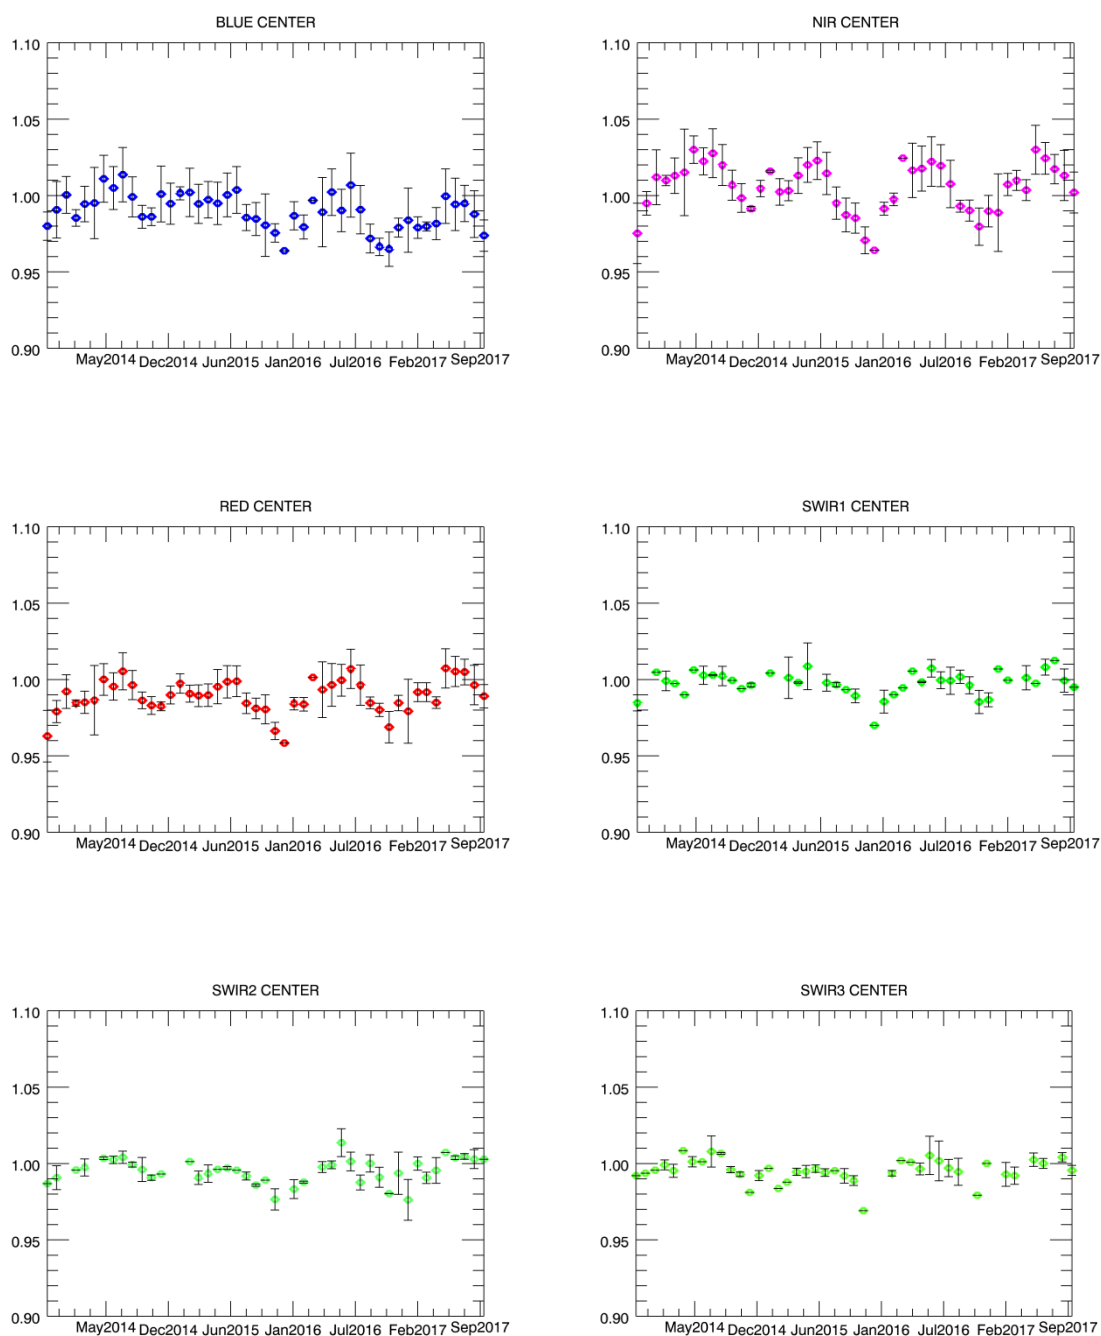 BLUE CENTER
1.10
1.05
1.00
0.95
0.90
May2014 Dec2014 Jun2015 Jan2016 Jul2016 Feb2017 Sep2017
NIR CENTER
1.10
1.05
1.00
0.95
0.90
May2014 Dec2014 Jun2015 Jan2016 Jul2016 Feb2017 Sep2017
RED CENTER
1.10
1.05
1.00
0.95
0.90
May2014 Dec2014 Jun2015 Jan2016 Jul2016 Feb2017 Sep2017
SWIR1 CENTER
1.10
1.05
1.00
0.95
0.90
May2014 Dec2014 Jun2015 Jan2016 Jul2016 Feb2017 Sep2017
SWIR2 CENTER
1.10
1.05
1.00
0.95
0.90
May2014 Dec2014 Jun2015 Jan2016 Jul2016 Feb2017 Sep2017
SWIR3 CENTER
1.10
1.05
1.00
0.95
0.90
May2014 Dec2014 Jun2015 Jan2016 Jul2016 Feb2017 Sep2017